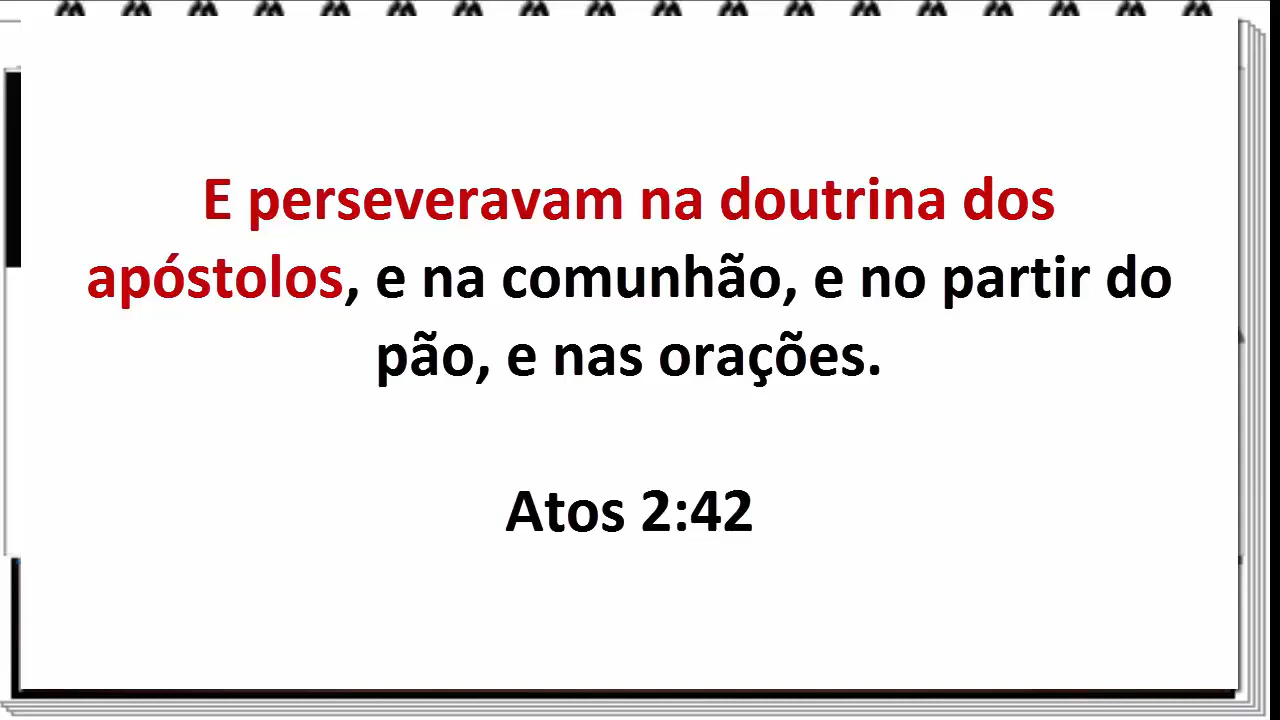 E perseveravam na doutrina dos
apóstolos, e na comunhão, e no partir do
pão, e nas orações.
Atos 2:42